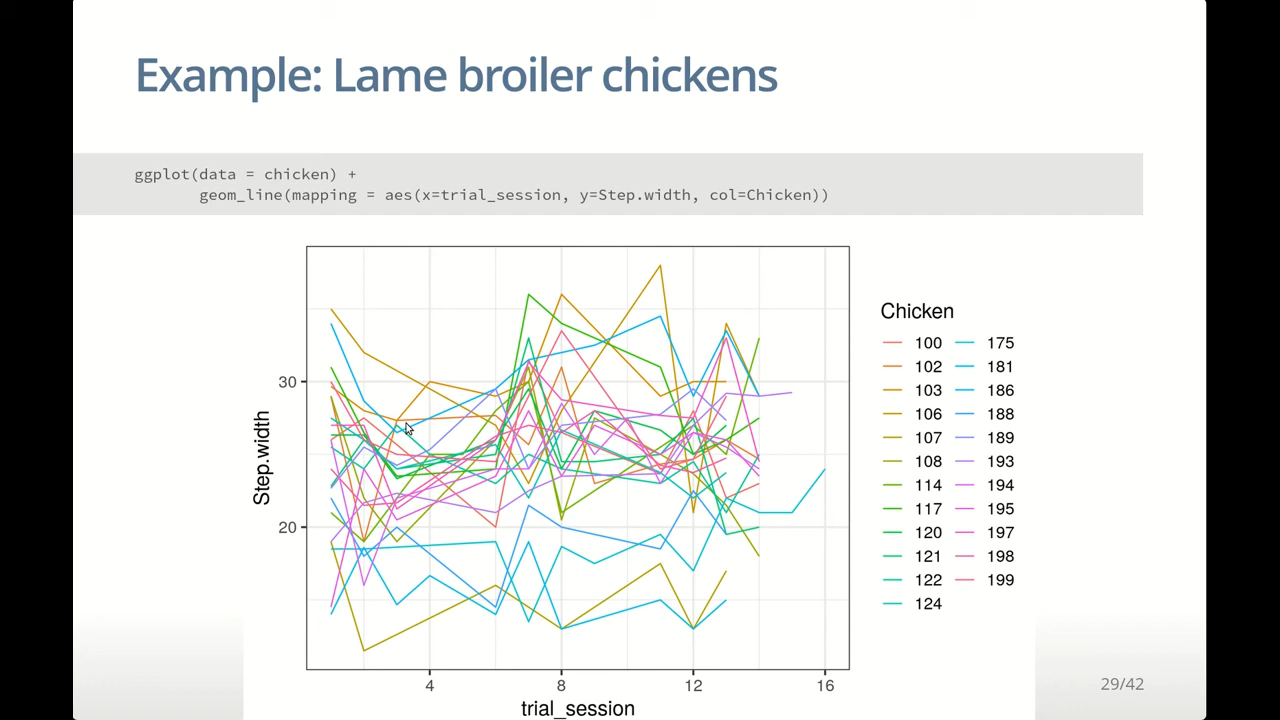 Example: Lame broiler chickens
ggplot(data = chicken) +
geom_line(mapping = aes(x=trial_session, y=Step.width, col=Chicken))
30
20
Step.width
4 8 12 16
trial_session
Chicken
100 175
102 181
103 186
106 188
107 189
108 193
114 194
117 195
120 197
121 198
122 199
124
29/42